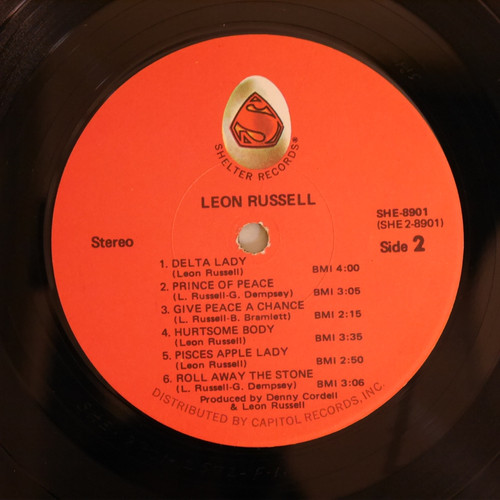 SHELTER RECORDS®
LEON RUSSELL
SHE-8901
(SHE2-8901)
Stereo
Side 2
1. DELTA LADY
(Leon Russell) BMI 4:00
2. PRINCE OF PEACE
(L. Russell-G. Dempsey) BMI 3:05
3. GIVE PEACE A CHANCE
(L. Russell-B. Bramlett) BMI 2:15
4. HURTSOME BODY
(Leon Russell) BMI 3:35
5. PISCES APPLE LADY
(Leon Russell) BMI 2:50
6. ROLL AWAY THE STONE
(L. Russell-G. Dempsey) BMI 3:06
Produced by Denny Cordell
& Leon Russell
DISTRIBUTED BY CAPITOL RECORDS, INC.